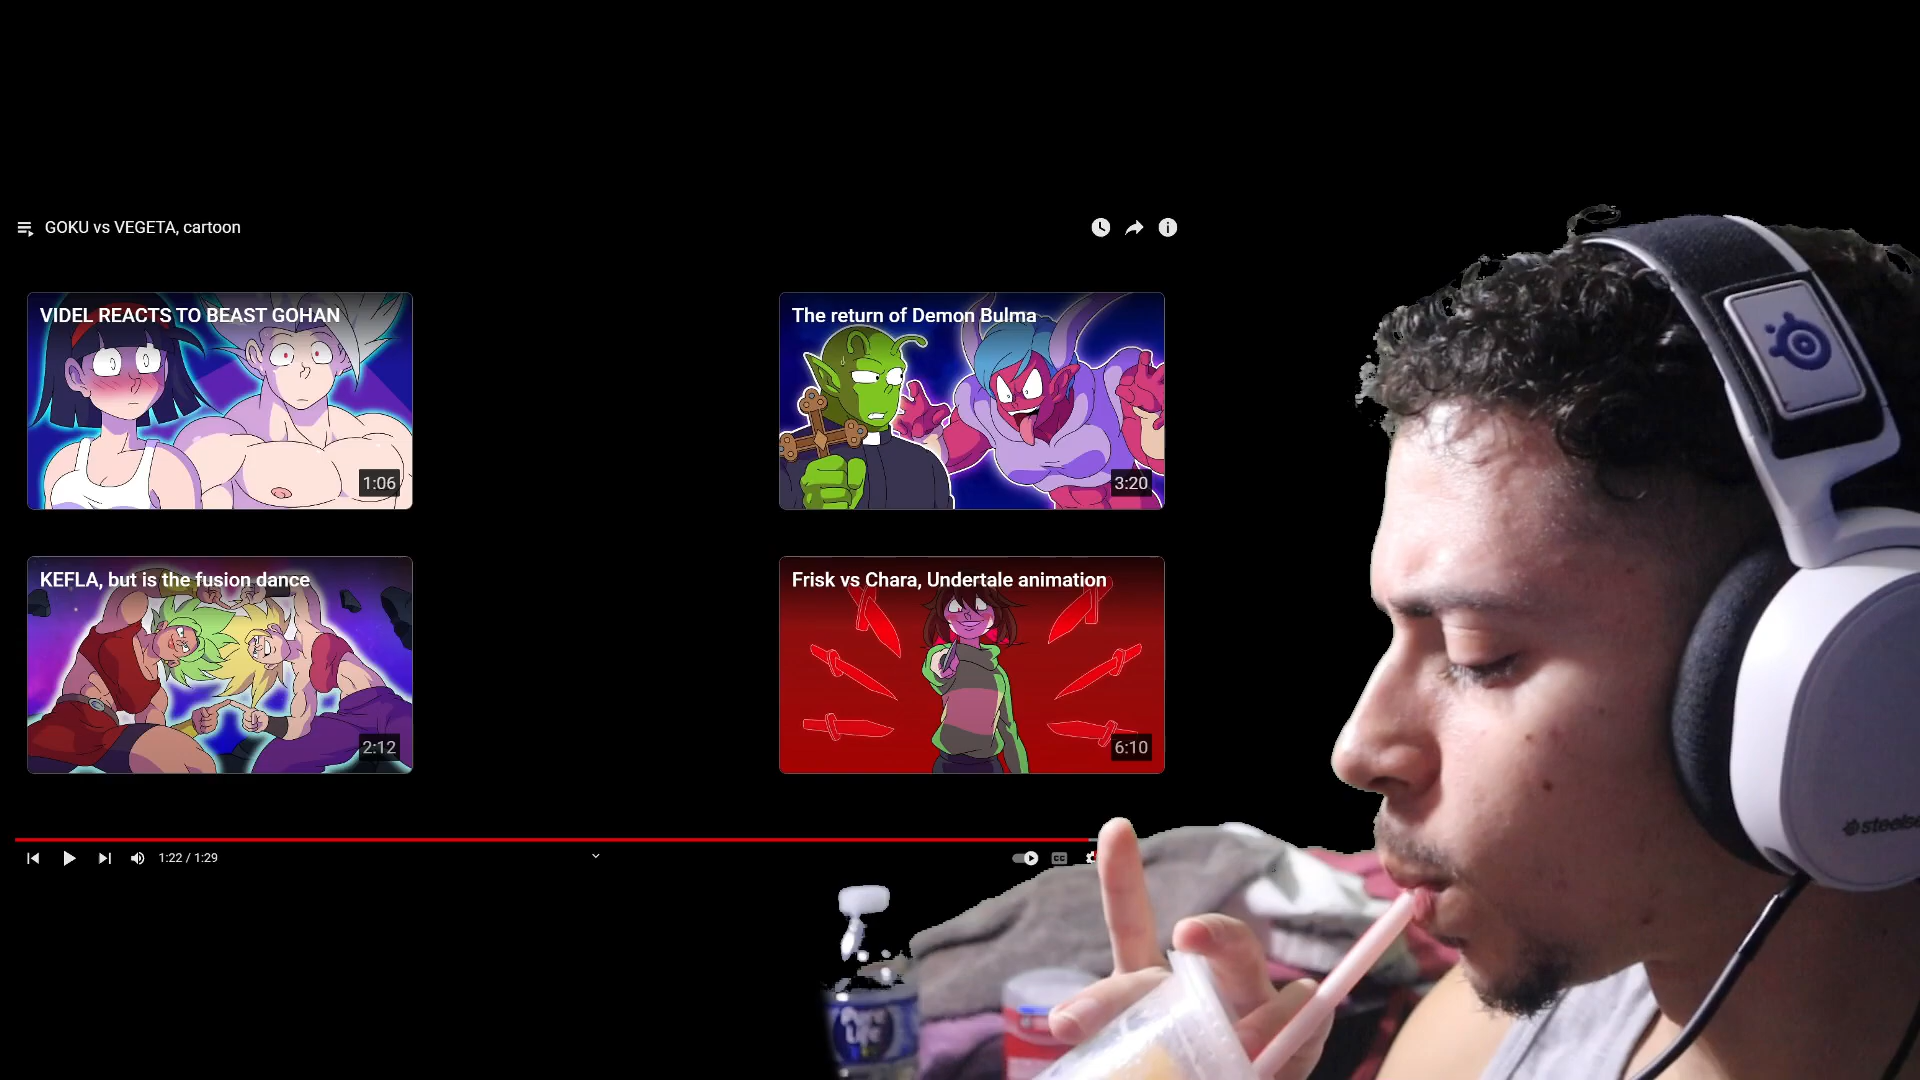 GOKU vs VEGETA, cartoon
VIDEL REACTS TO BEAST GOHAN
1:06
The return of Demon Bulma
3:20
KEFLA, but is the fusion dance
2:12
Frisk vs Chara, Undertale animation
6:10
1:22 / 1:29
CC